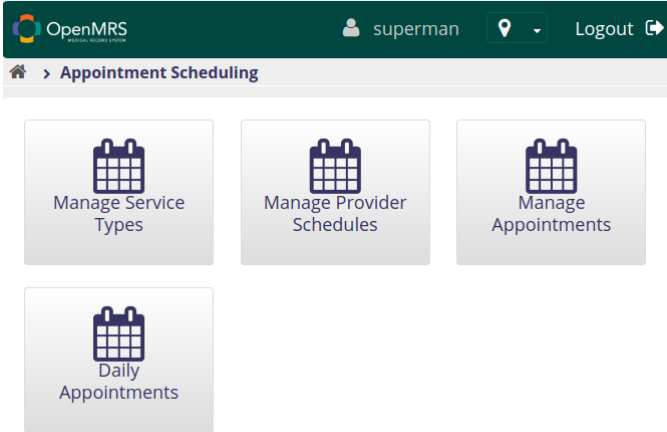 OpenMRS
MEDICAL RECORD SYSTEM
superman
Logout
Appointment Scheduling
Manage Service
Types
Manage Provider
Schedules
Manage
Appointments
Daily
Appointments